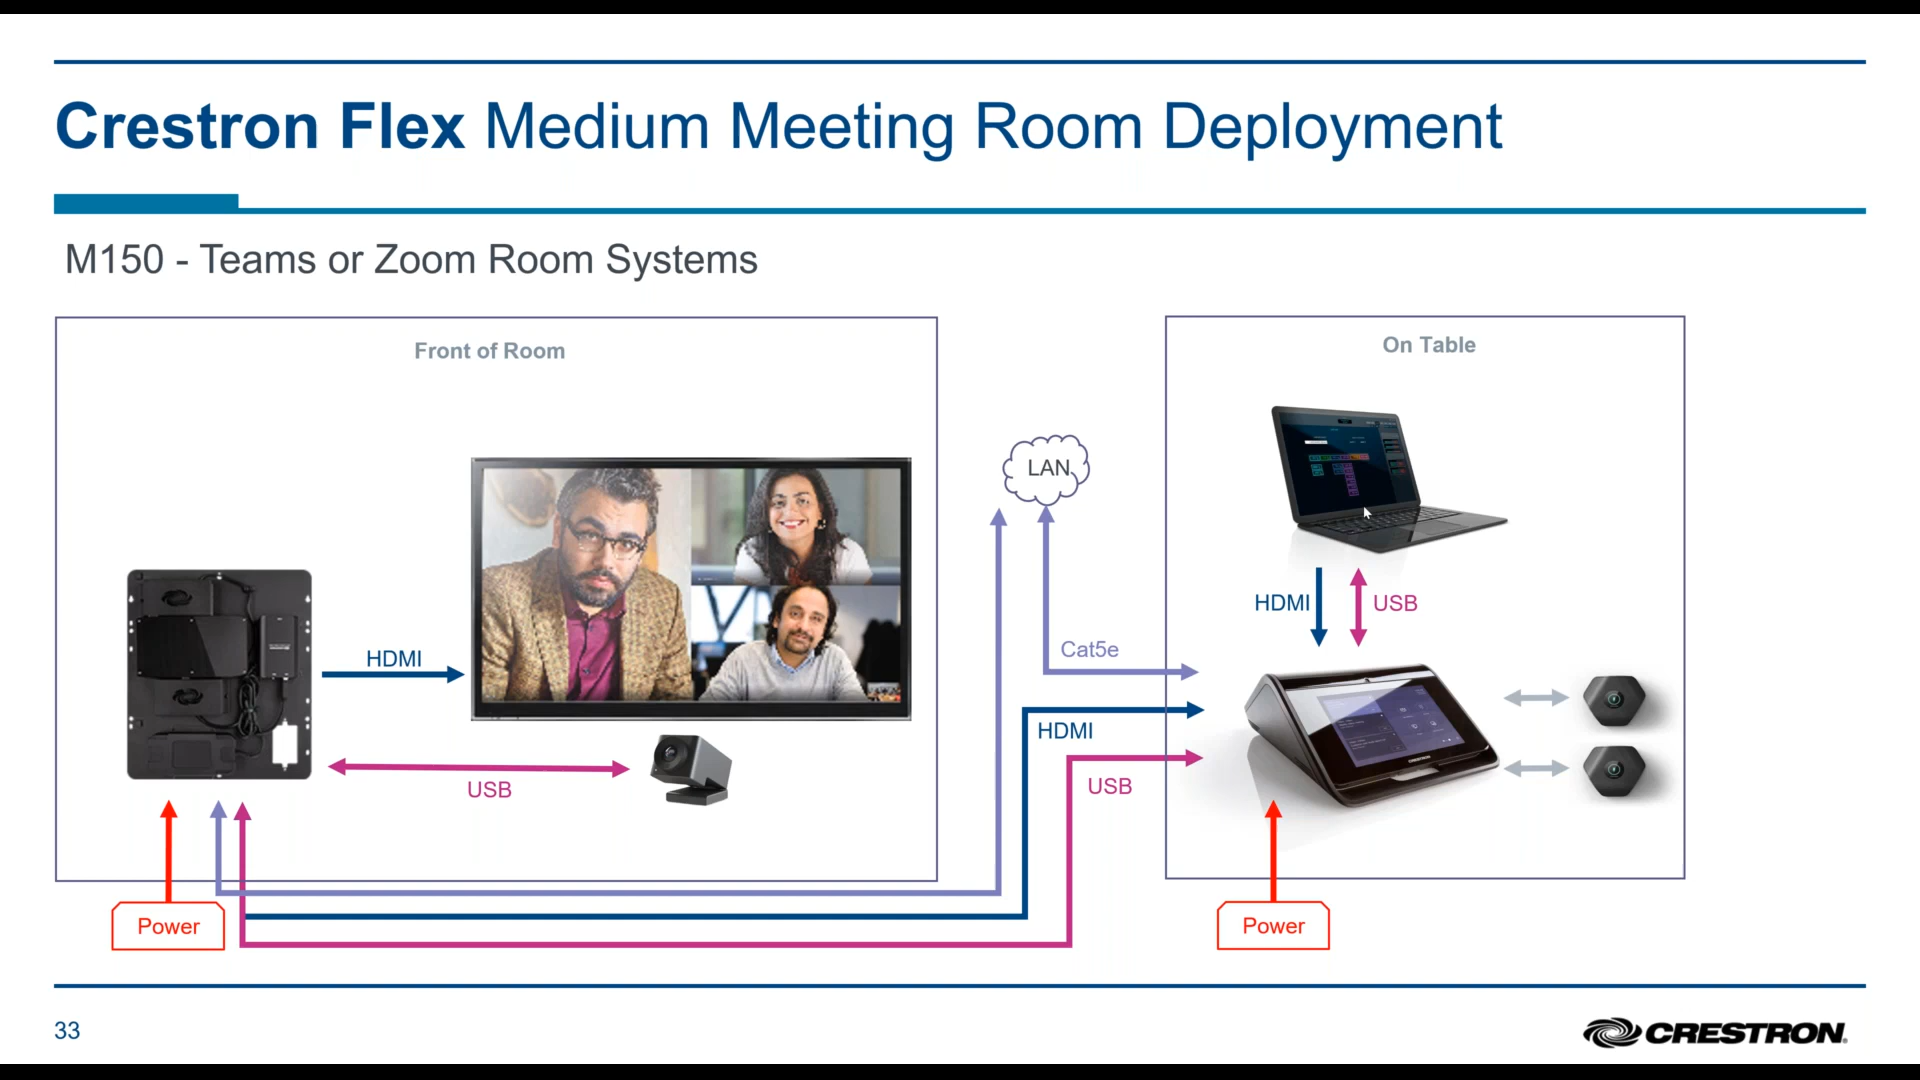 Crestron Flex Medium Meeting Room Deployment
M150 - Teams or Zoom Room Systems
Front of Room
On Table
LAN
HDMI
USB
HDMI
Cat5e
HDMI
USB
USB
CRESTRON
Power
Power
33
CRESTRON